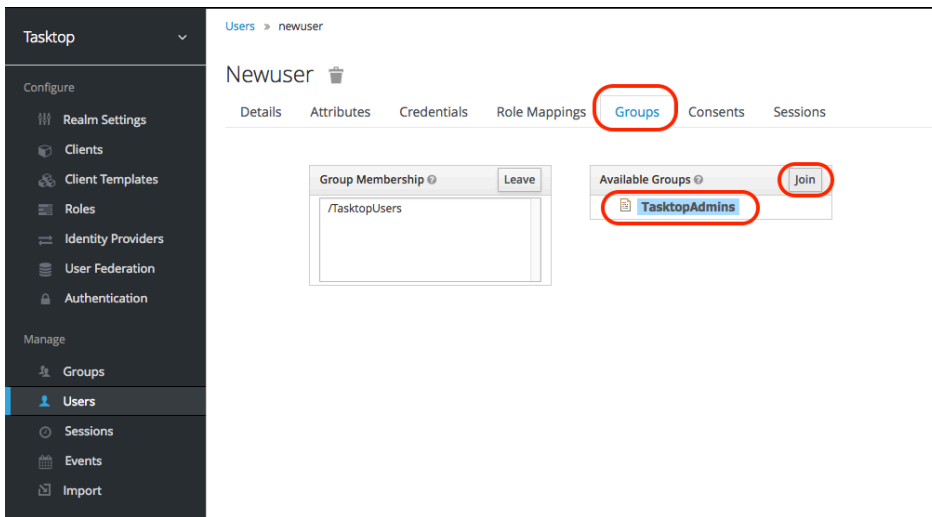 Tasktop
Configure
Realm Settings
Clients
Client Templates
Roles
Identity Providers
User Federation
Authentication
Manage
Groups
Users
Sessions
Events
Import
Users » newuser
Newuser
Details Attributes Credentials Role Mappings Groups Consents Sessions
Group Membership Leave
/TasktopUsers
Available Groups Join
TasktopAdmins